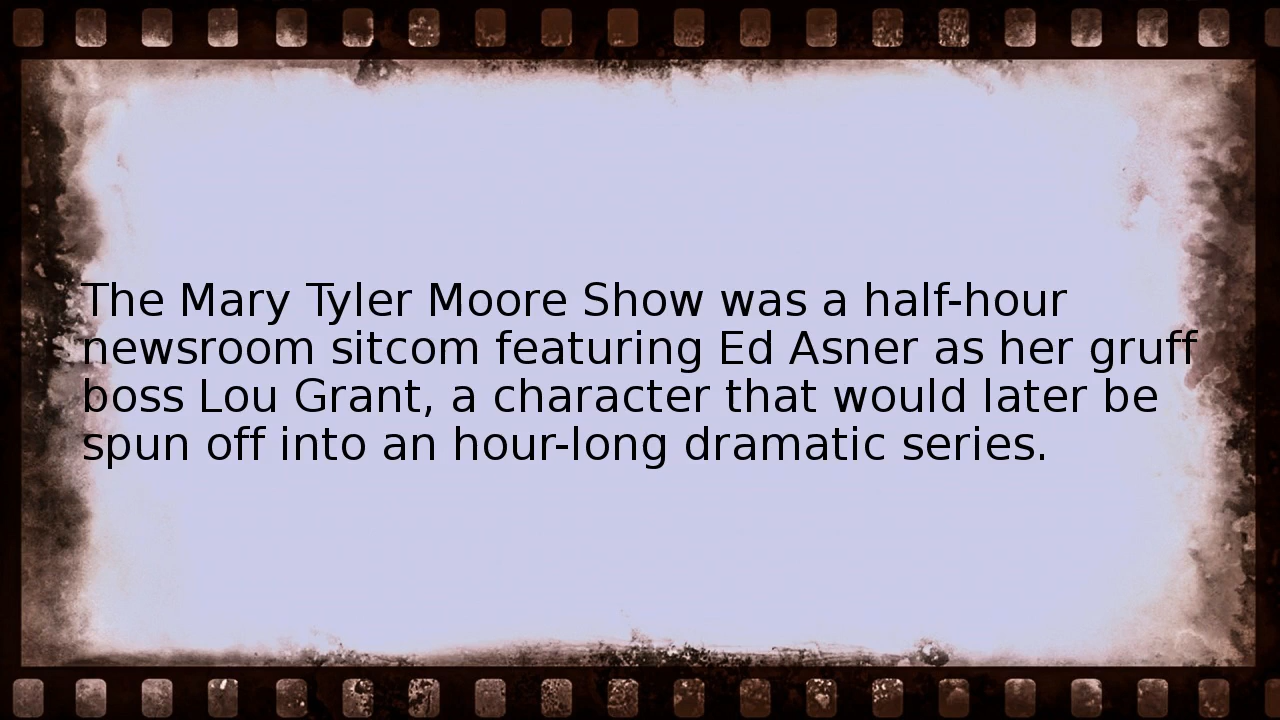 The Mary Tyler Moore Show was a half-hour
newsroom sitcom featuring Ed Asner as her gruff
boss Lou Grant, a character that would later be
spun off into an hour-long dramatic series.